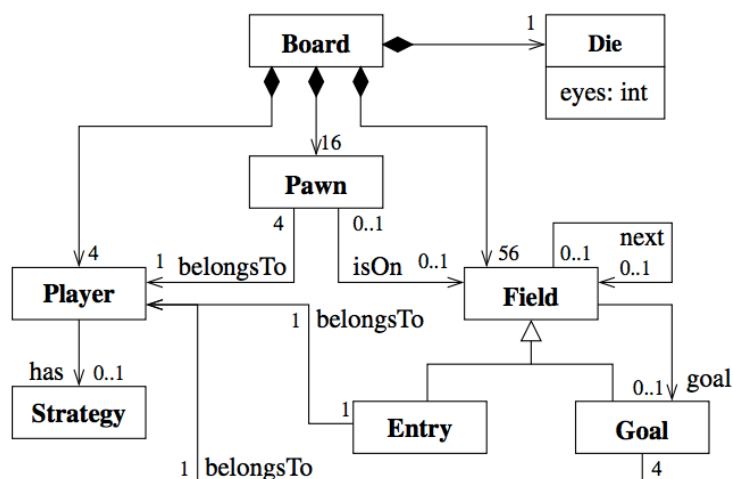 Board
1
Die
eyes: int
16
Pawn
4
0..1
next
4
1
belongsTo
isOn
0..1
56
0..1
0..1
Player
Field
1
belongsTo
has
0..1
0..1
goal
Strategy
1
Entry
Goal
1
belongsTo
4